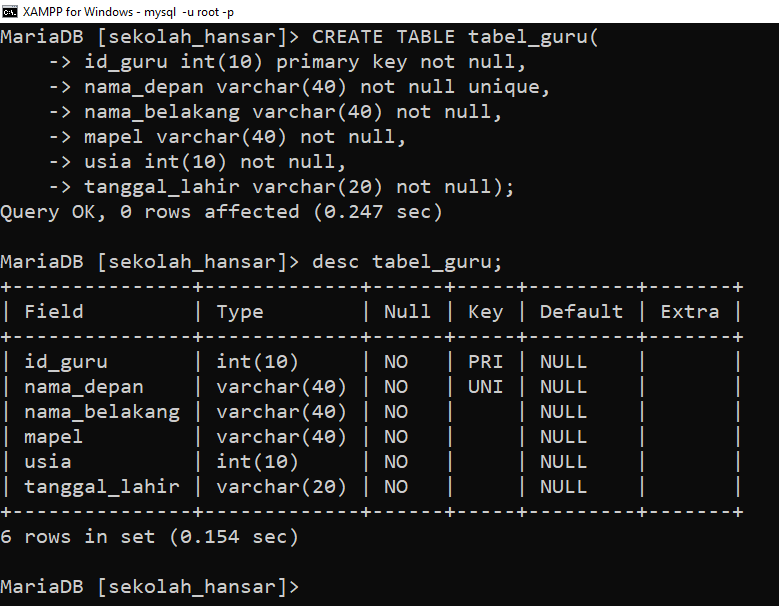 XAMPP for Windows - mysql -u root -p
MariaDB [sekolah_hansar]> CREATE TABLE tabel_guru(
    -> id_guru int(10) primary key not null,
    -> nama_depan varchar(40) not null unique,
    -> nama_belakang varchar(40) not null,
    -> mapel varchar(40) not null,
    -> usia int(10) not null,
    -> tanggal_lahir varchar(20) not null);
Query OK, 0 rows affected (0.247 sec)

MariaDB [sekolah_hansar]> desc tabel_guru;
+---------------+-------------+------+-----+---------+-------+
| Field         | Type        | Null | Key | Default | Extra |
+---------------+-------------+------+-----+---------+-------+
| id_guru       | int(10)     | NO   | PRI | NULL    |       |
| nama_depan    | varchar(40) | NO   | UNI | NULL    |       |
| nama_belakang | varchar(40) | NO   |     | NULL    |       |
| mapel         | varchar(40) | NO   |     | NULL    |       |
| usia          | int(10)     | NO   |     | NULL    |       |
| tanggal_lahir | varchar(20) | NO   |     | NULL    |       |
+---------------+-------------+------+-----+---------+-------+
6 rows in set (0.154 sec)

MariaDB [sekolah_hansar]>